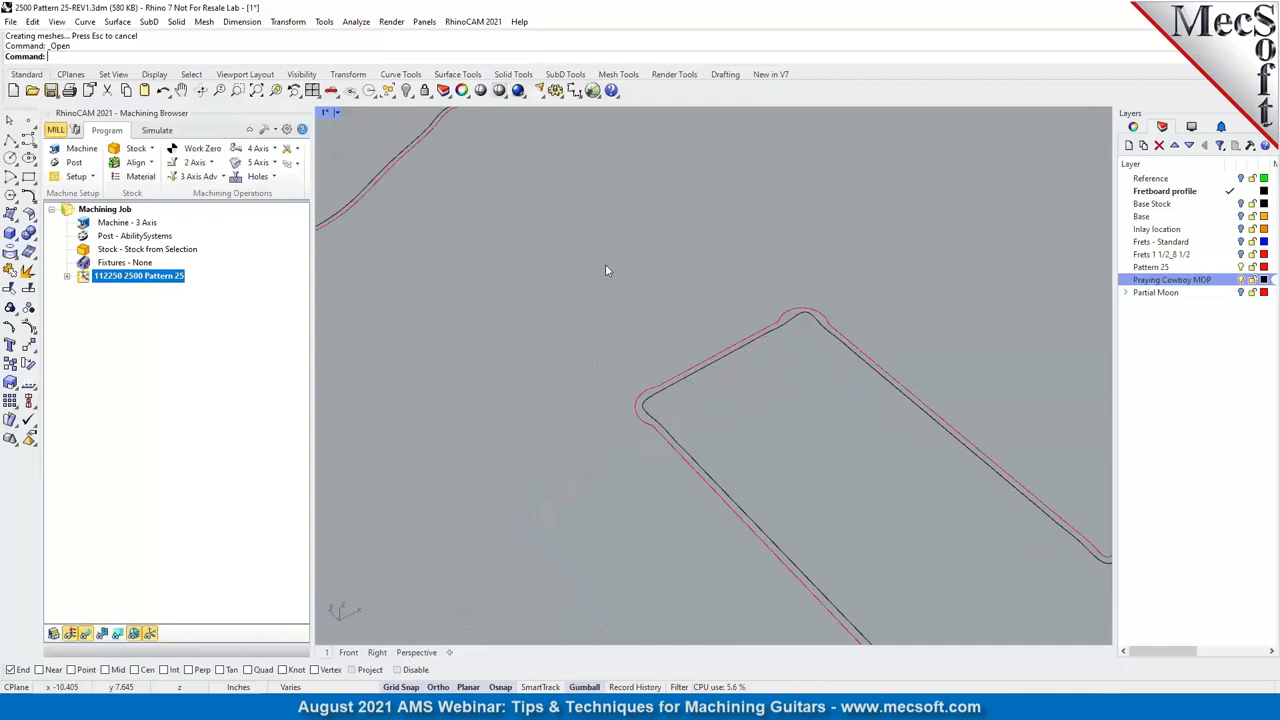 2500 Pattern 25-REV1.3dm (580 KB) - Rhino 7 Not For Resale Lab - [1*]
File Edit View Curve Surface SubD Solid Mesh Dimension Transform Tools Analyze Render Panels RhinoCAM 2021 Help
Creating meshes... Press Esc to cancel
Command: _Open
Command:
Standard CPlanes Set View Display Select Viewport Layout Visibility Transform Curve Tools Surface Tools Solid Tools SubD Tools Mesh Tools Render Tools Drafting New in V7
MecSoft
RhinoCAM 2021 - Machining Browser
1*
Layers
MILL Program Simulate
Machine Stock Work Zero 4 Axis
Post Align 2 Axis 5 Axis
Setup Material 3 Axis Adv Holes
Machine Setup Stock Machining Operations
Layer
Reference
Fretboard profile
Base Stock
Base
Inlay location
Frets - Standard
Frets 1 1/2_8 1/2
Pattern 25
Praying Cowboy MOP
Partial Moon
Machining Job
Machine - 3 Axis
Post - AbilitySystems
Stock - Stock from Selection
Fixtures - None
112250 2500 Pattern 25
y z x
1 Front Right Perspective
End Near Point Mid Cen Int Perp Tan Quad Knot Vertex Project Disable
CPlane x -10.405 y 7.645 z Inches Varies Grid Snap Ortho Planar Osnap SmartTrack Gumball Record History Filter CPU use: 5.6 %
August 2021 AMS Webinar: Tips & Techniques for Machining Guitars - www.mecsoft.com